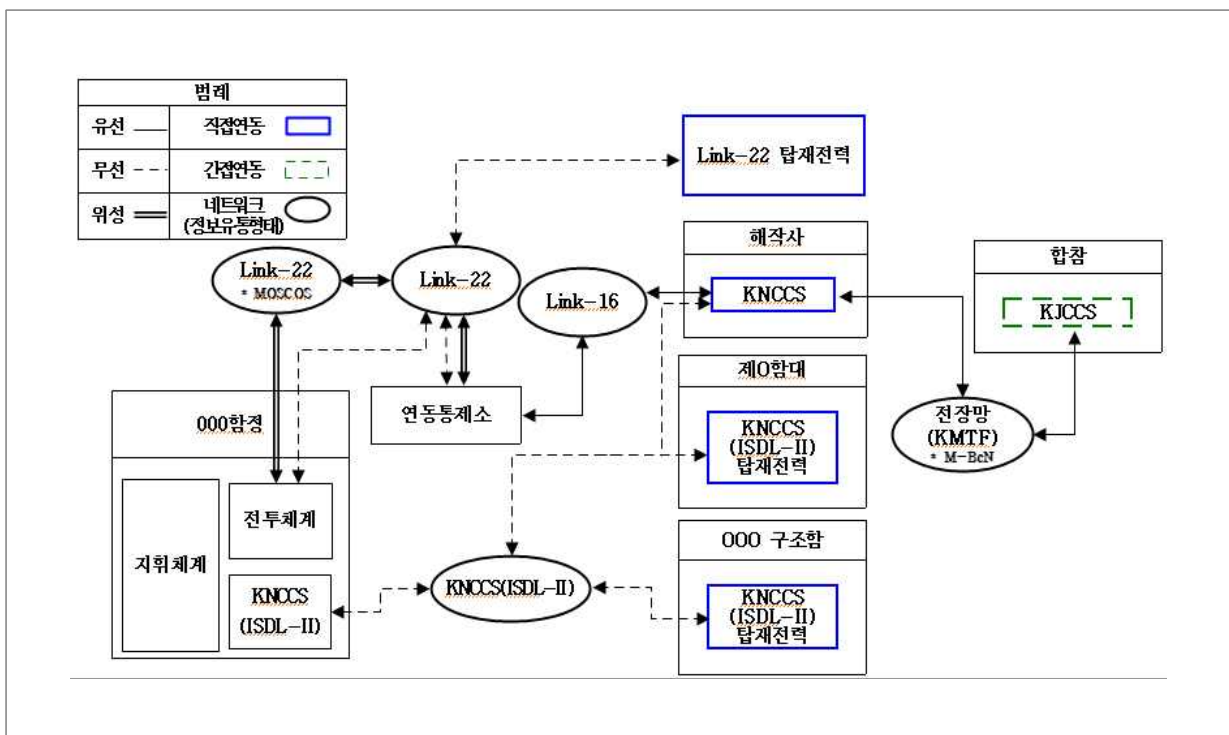 범례
유선
직접연동
무선
간접연동
위성
네트워크
(정보유통형태)
Link-22 탑재전력
해작사
KNCCS
합참
KJCCS
Link-22
* MOSCOS
Link-22
Link-16
제0함대
KNCCS
(ISDL-II)
탑재전력
연동통제소
전장망
(KMTF)
* M-BcN
000함정
지휘체계
전투체계
KNCCS
(ISDL-II)
KNCCS(ISDL-II)
000 구조함
KNCCS
(ISDL-II)
탑재전력